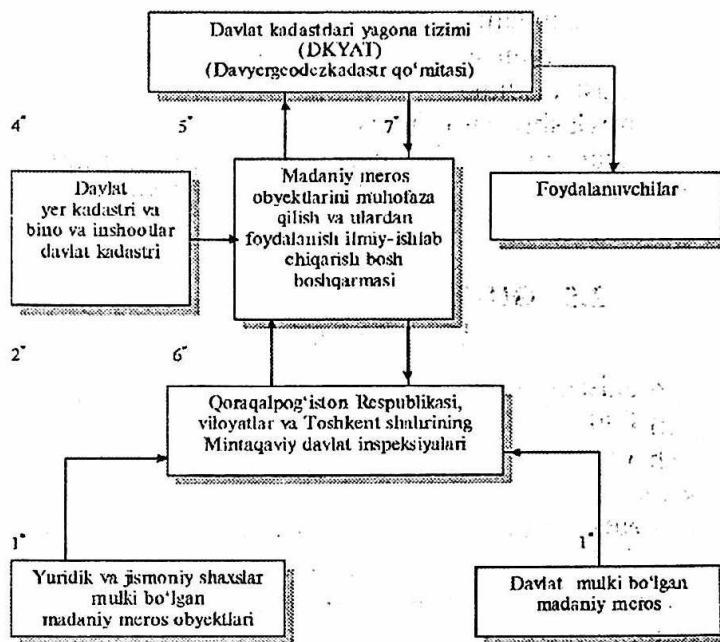 Davlat kadastrlari yagona tizimi
(DKYAT)
(Davyergeodezkadastr qo‘mitasi)
4*
5*
7*
Davlat
yer kadastri va
bino va inshootlar
davlat kadastri
Madaniy meros
obyektlarini muhofaza
qilish va ulardan
foydalanish ilmiy-ishlab
chiqarish bosh
boshqarmasi
Foydalanuvchilar
2*
6*
Qoraqalpog‘iston Respublikasi,
viloyatlar va Toshkent shahrining
Mintaqaviy davlat inspeksiyalari
1*
1*
Yuridik va jismoniy shaxslar
mulki bo‘lgan
madaniy meros obyektlari
Davlat mulki bo‘lgan
madaniy meros